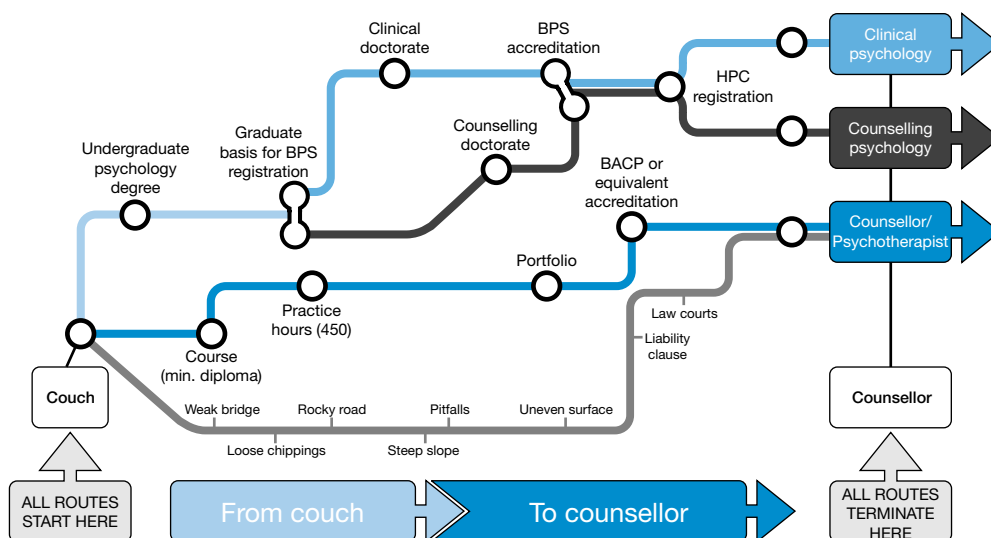 Clinical
doctorate
BPS
accreditation
Clinical
psychology
HPC
registration
Graduate
basis for BPS
registration
Counselling
doctorate
Counselling
psychology
Undergraduate
psychology
degree
BACP or
equivalent
accreditation
Counsellor/
Psychotherapist
Portfolio
Practice
hours (450)
Law courts
Liability
clause
Course
(min. diploma)
Couch
Counsellor
Weak bridge
Rocky road
Pitfalls
Uneven surface
Loose chippings
Steep slope
ALL ROUTES
START HERE
From couch
To counsellor
ALL ROUTES
TERMINATE
HERE